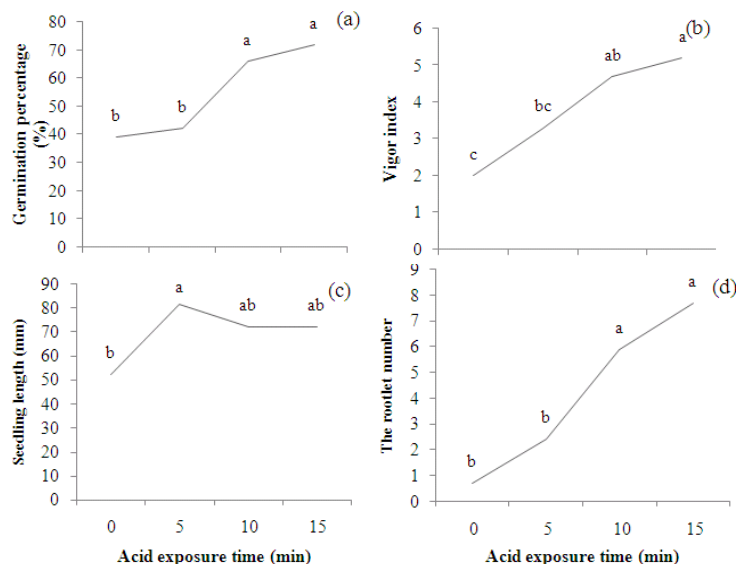 (a)
Germination percentage
(%)
80
70
60
50
40
30
20
10
0
b
b
a
a
(b)
Vigor index
6
5
4
3
2
1
0
c
bc
ab
a
(c)
Seedling length (mm)
90
80
70
60
50
40
30
20
10
0
b
a
ab
ab
0 5 10 15
Acid exposure time (min)
(d)
The rootlet number
9
8
7
6
5
4
3
2
1
0
b
b
a
a
0 5 10 15
Acid exposure time (min)